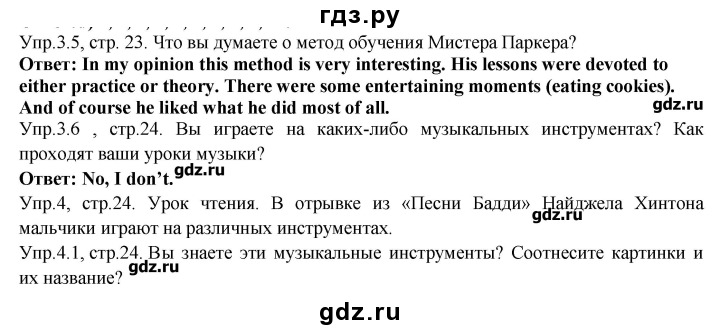 гдз.ру
Упр.3.5, стр. 23. Что вы думаете о метод обучения Мистера Паркера?
Ответ: In my opinion this method is very interesting. His lessons were devoted to
either practice or theory. There were some entertaining moments (eating cookies).
And of course he liked what he did most of all.
gdz.ru
Упр.3.6 , стр.24. Вы играете на каких-либо музыкальных инструментах? Как
проходят ваши уроки музыки?
gdz.ru
Ответ: No, I don’t.
Упр.4, стр.24. Урок чтения. В отрывке из «Песни Бадди» Найджела Хинтона
gdz.ru
мальчики играют на различных инструментах.
Упр.4.1, стр.24. Вы знаете эти музыкальные инструменты? Соотнесите картинки и
gdz.ru
их название?
gdz.ru